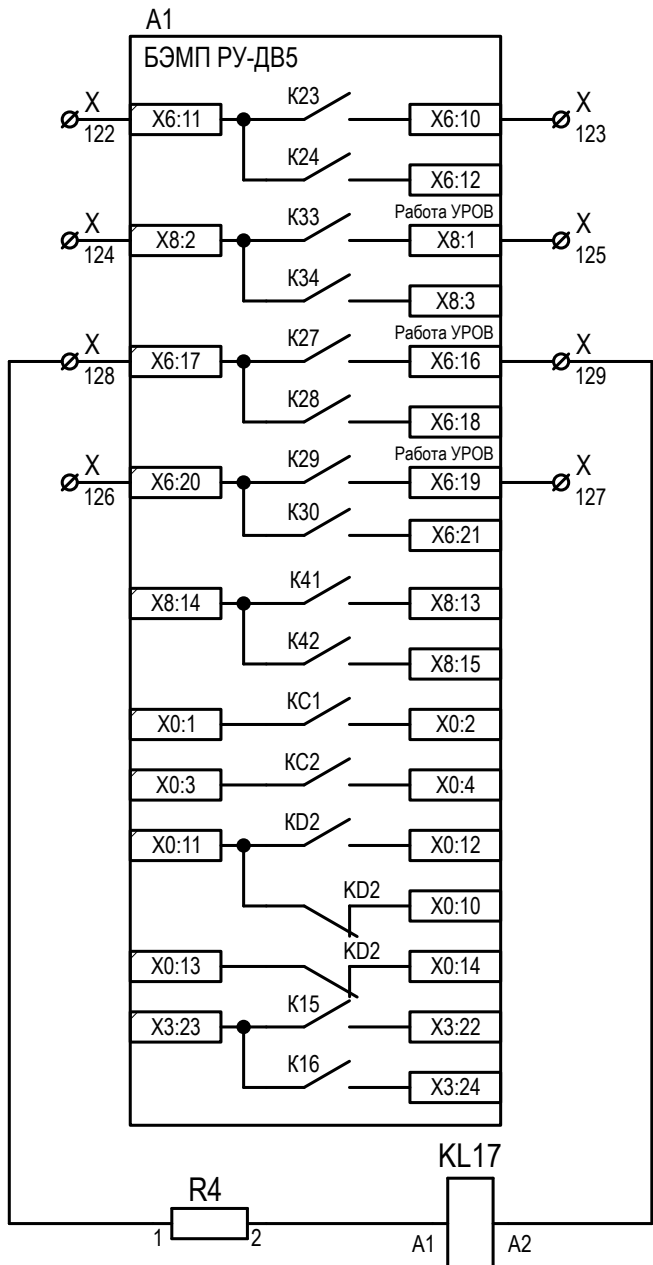 A1
БЭМП РУ-ДВ5
X
122
X6:11
K23
X6:10
X
123
K24
X6:12
X
124
X8:2
K33
Работа УРОВ
X8:1
X
125
K34
X8:3
X
128
X6:17
K27
Работа УРОВ
X6:16
X
129
K28
X6:18
X
126
X6:20
K29
Работа УРОВ
X6:19
X
127
K30
X6:21
X8:14
K41
X8:13
K42
X8:15
X0:1
KC1
X0:2
X0:3
KC2
X0:4
X0:11
KD2
X0:12
KD2
X0:10
X0:13
KD2
X0:14
X3:23
K15
X3:22
K16
X3:24
R4
1
2
KL17
A1
A2